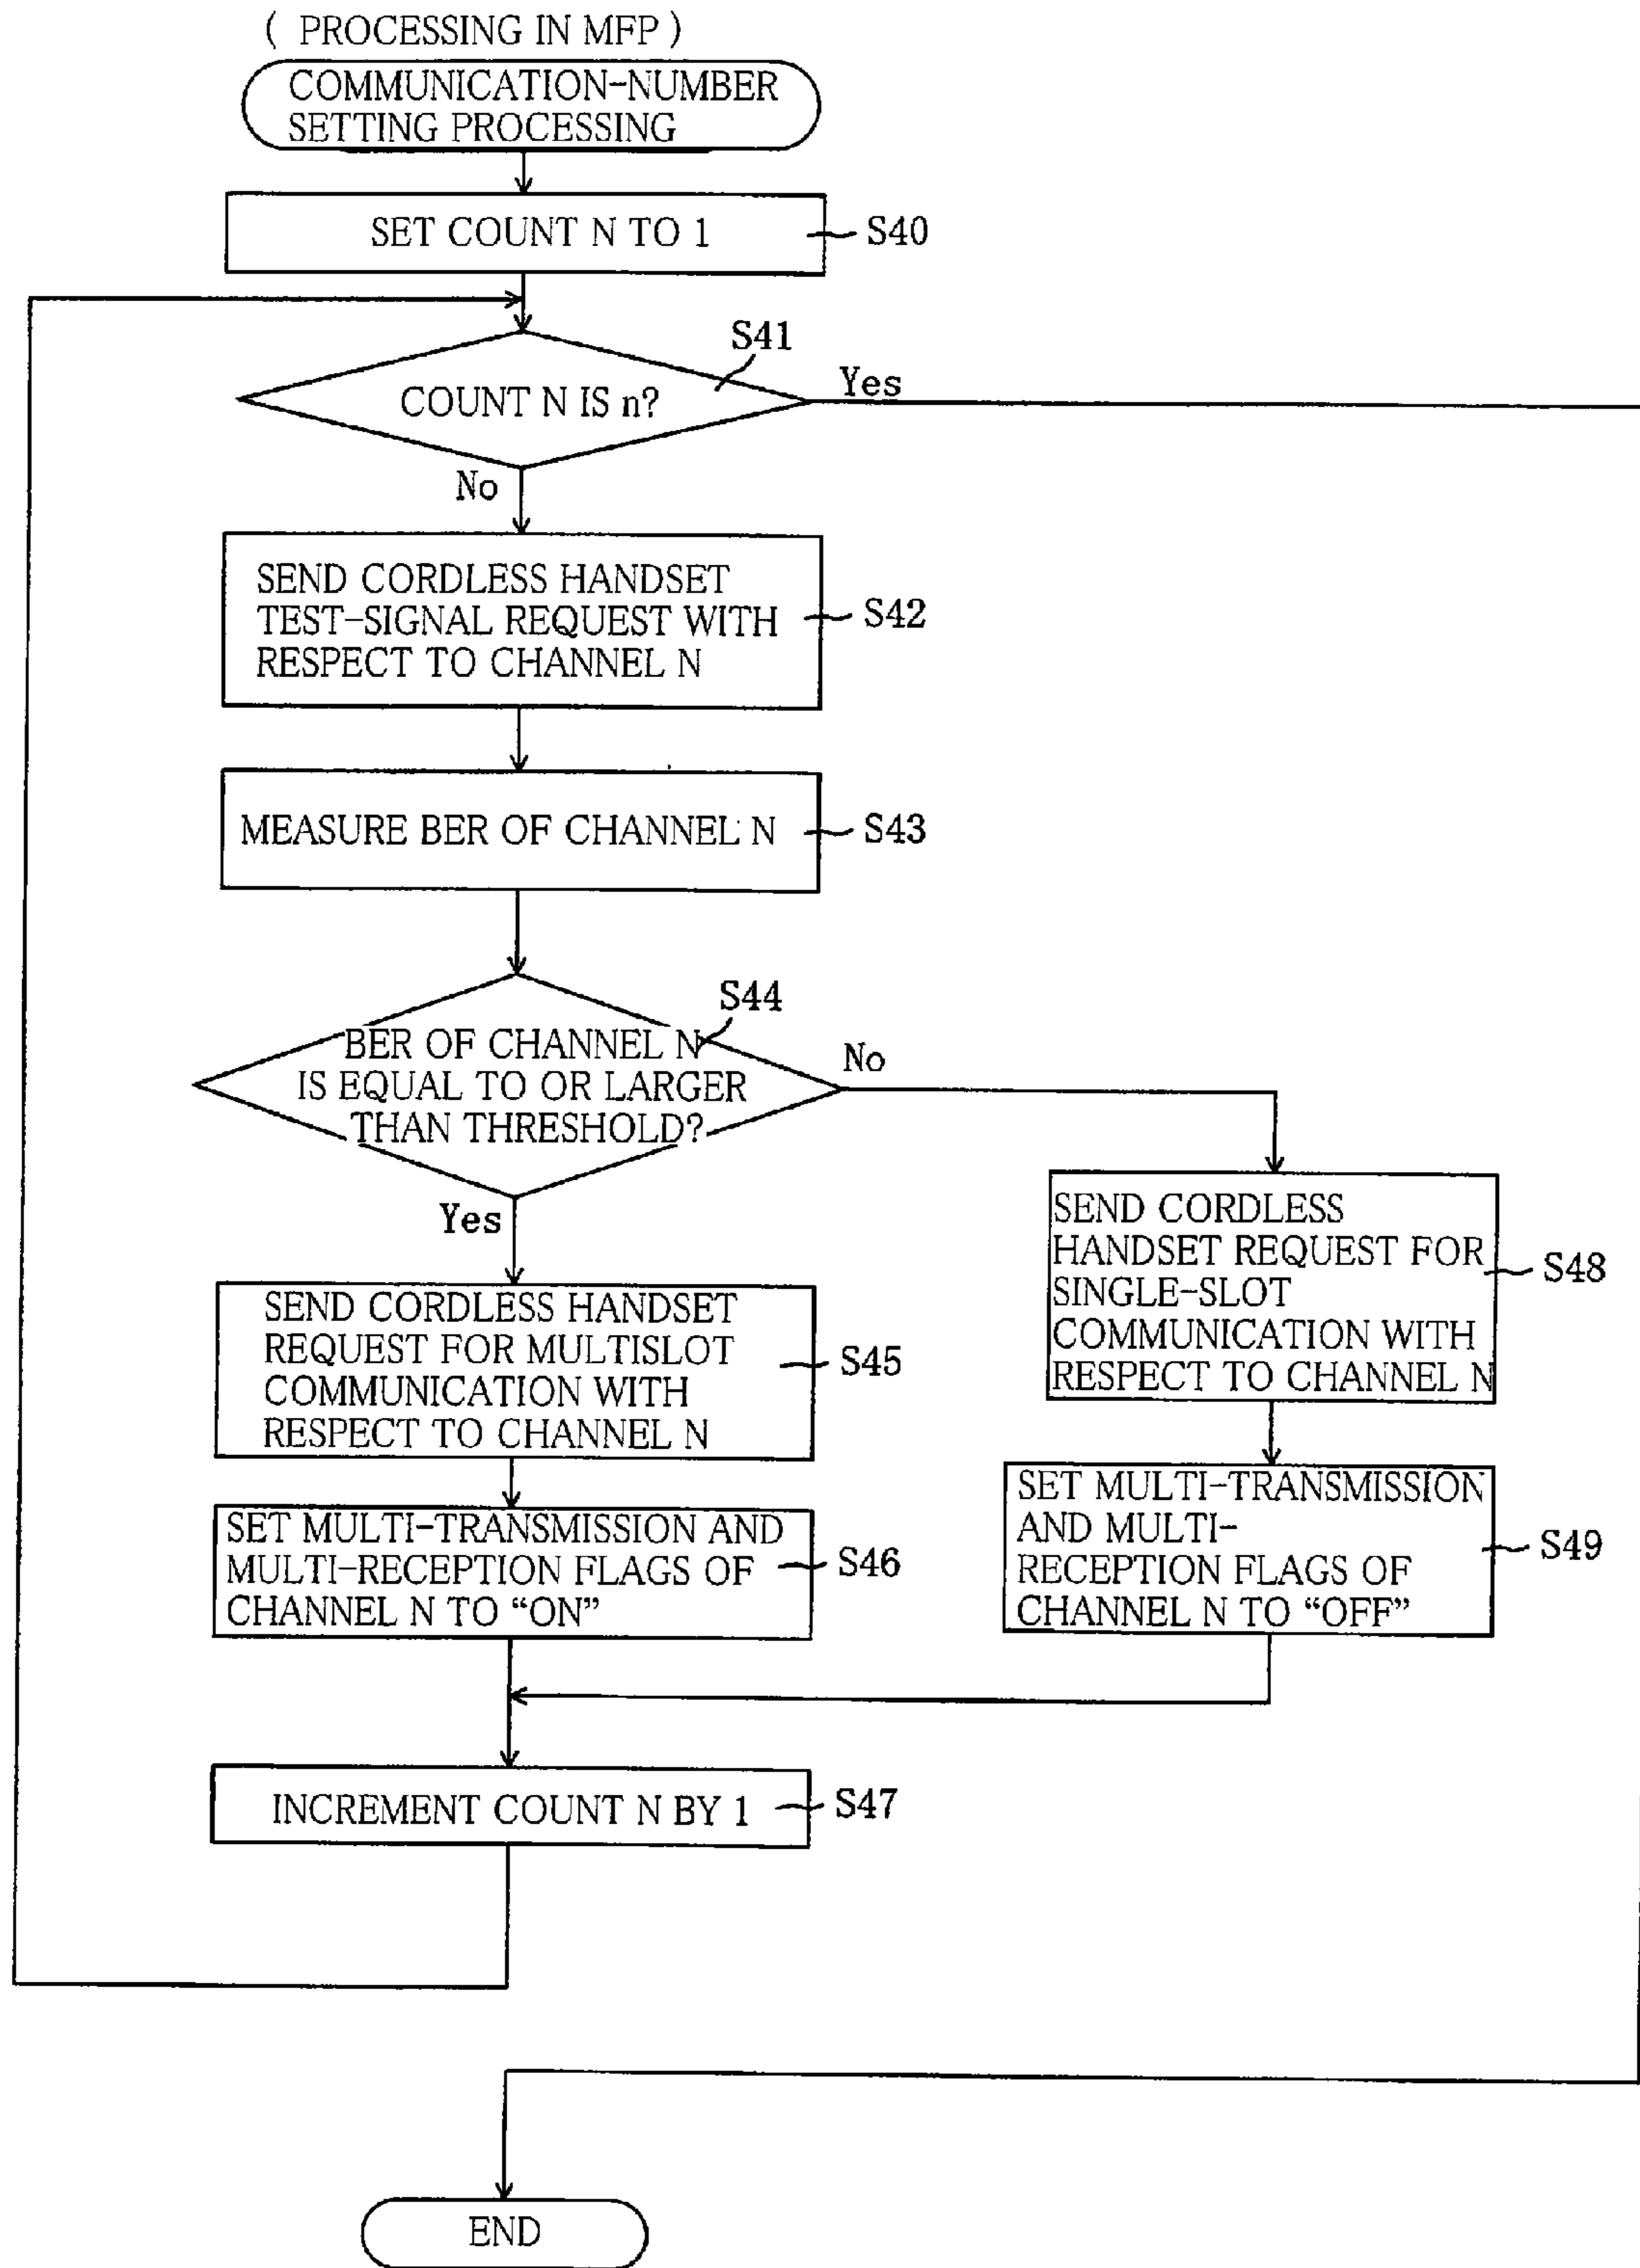 ( PROCESSING IN MFP )
COMMUNICATION-NUMBER
SETTING PROCESSING
SET COUNT N TO 1
S40
S41
COUNT N IS n?
Yes
No
SEND CORDLESS HANDSET
TEST-SIGNAL REQUEST WITH
RESPECT TO CHANNEL N
S42
MEASURE BER OF CHANNEL N
S43
S44
BER OF CHANNEL N
IS EQUAL TO OR LARGER
THAN THRESHOLD?
No
Yes
SEND CORDLESS HANDSET
REQUEST FOR MULTISLOT
COMMUNICATION WITH
RESPECT TO CHANNEL N
S45
SEND CORDLESS
HANDSET REQUEST FOR
SINGLE-SLOT
COMMUNICATION WITH
RESPECT TO CHANNEL N
S48
SET MULTI-TRANSMISSION AND
MULTI-RECEPTION FLAGS OF
CHANNEL N TO “ON”
S46
SET MULTI-TRANSMISSION
AND MULTI-
RECEPTION FLAGS OF
CHANNEL N TO “OFF”
S49
INCREMENT COUNT N BY 1
S47
END